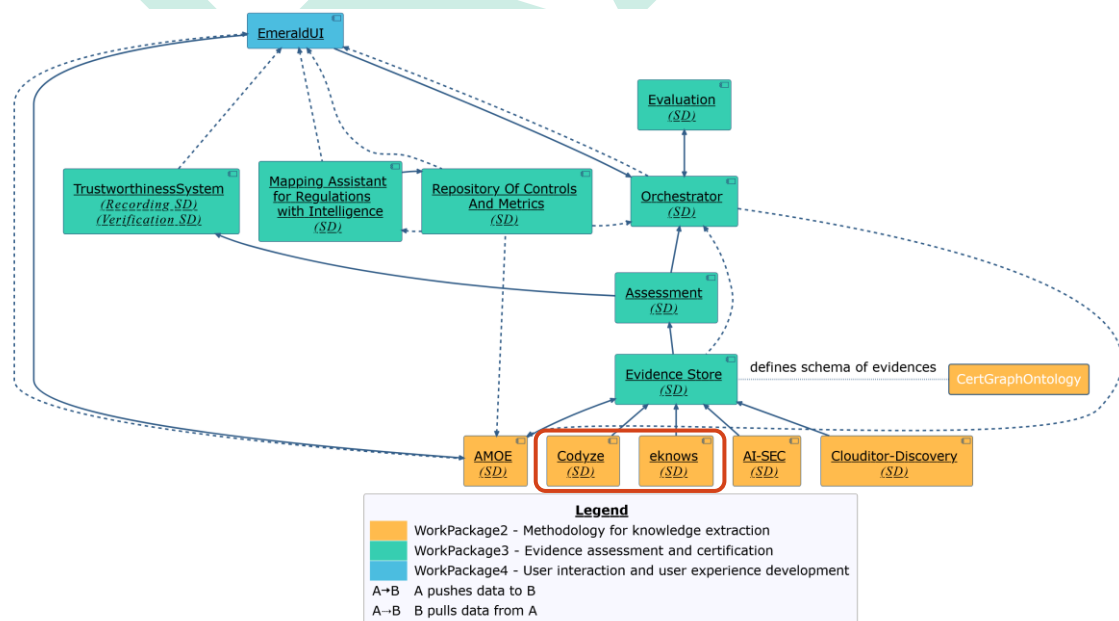 EmeraldUI
Evaluation
(SD)
TrustworthinessSystem
(Recording SD)
(Verification SD)
Mapping Assistant
for Regulations
with Intelligence
(SD)
Repository Of Controls
And Metrics
(SD)
Orchestrator
(SD)
Assessment
(SD)
Evidence Store
(SD)
defines schema of evidences
CertGraphOntology
AMOE
(SD)
Codyze
(SD)
eknows
(SD)
AI-SEC
(SD)
Clouditor-Discovery
(SD)
Legend
WorkPackage2 - Methodology for knowledge extraction
WorkPackage3 - Evidence assessment and certification
WorkPackage4 - User interaction and user experience development
A→B A pushes data to B
A⇢B B pulls data from A